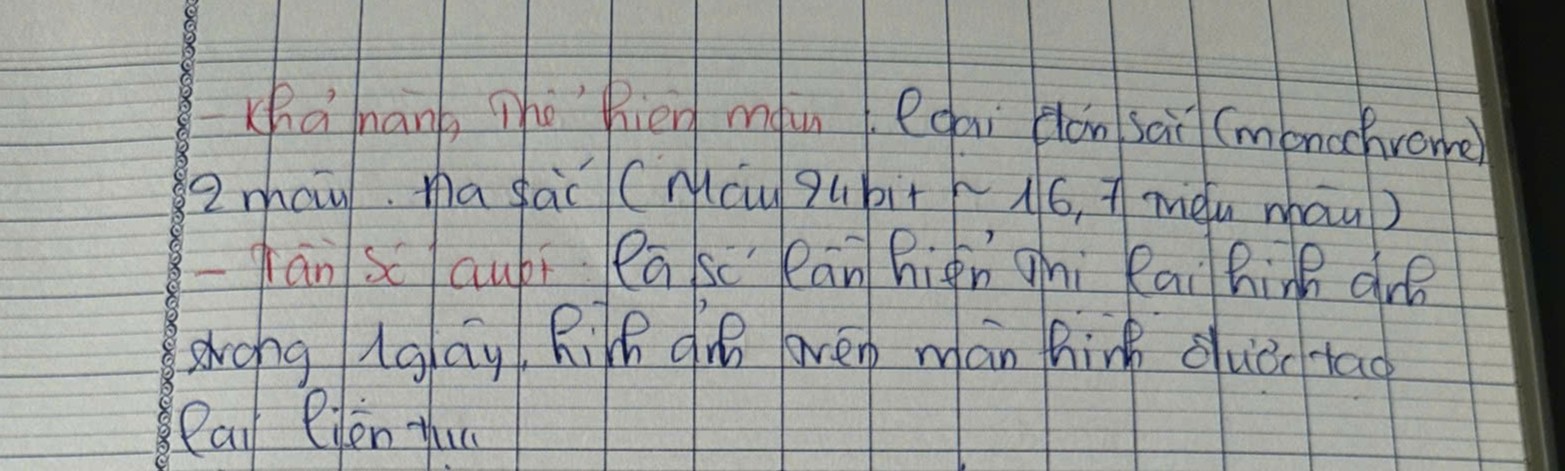 - Khả năng thể hiện màu: loại đơn sắc (monochrome)
2 màu. Đa sắc (Màu 24 bit ~ 16,7 triệu màu)
- Tần số quét: là số lần hiển thị lại hình ảnh
trong 1 giây, hình ảnh trên màn hình được tạo
lại liên tục